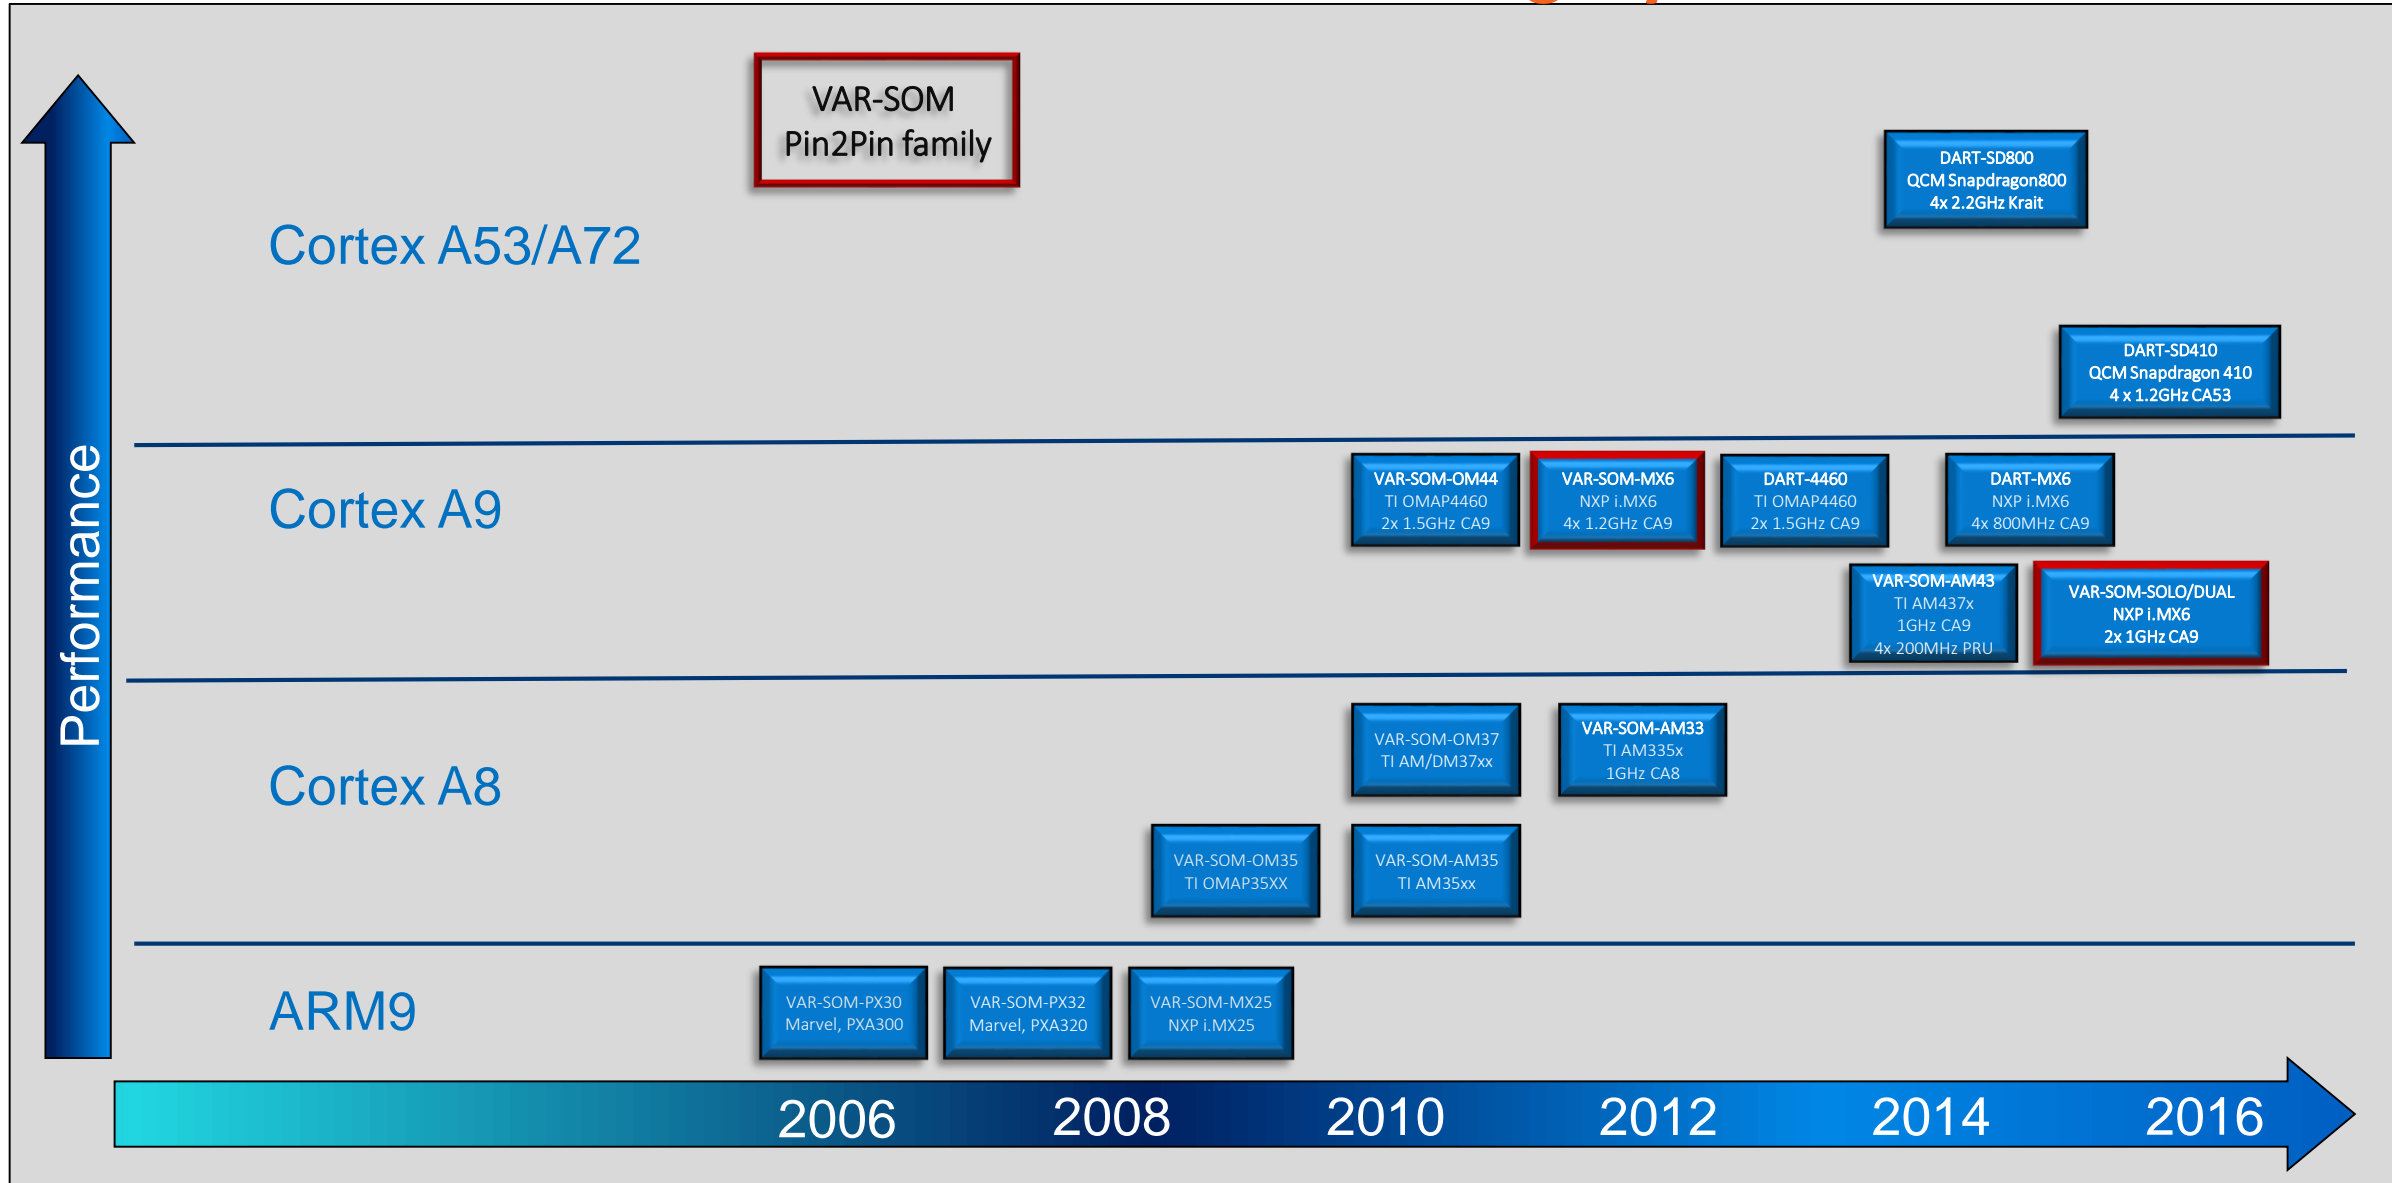 VAR-SOM
Pin2Pin family
DART-SD800
QCM Snapdragon800
4x 2.2GHz Krait
Cortex A53/A72
DART-SD410
QCM Snapdragon 410
4 x 1.2GHz CA53
Performance
Cortex A9
VAR-SOM-OM44
TI OMAP4460
2x 1.5GHz CA9
VAR-SOM-MX6
NXP i.MX6
4x 1.2GHz CA9
DART-4460
TI OMAP4460
2x 1.5GHz CA9
DART-MX6
NXP i.MX6
4x 800MHz CA9
VAR-SOM-AM43
TI AM437x
1GHz CA9
4x 200MHz PRU
VAR-SOM-SOLO/DUAL
NXP i.MX6
2x 1GHz CA9
Cortex A8
VAR-SOM-OM37
TI AM/DM37xx
VAR-SOM-AM33
TI AM335x
1GHz CA8
VAR-SOM-OM35
TI OMAP35XX
VAR-SOM-AM35
TI AM35xx
ARM9
VAR-SOM-PX30
Marvel, PXA300
VAR-SOM-PX32
Marvel, PXA320
VAR-SOM-MX25
NXP i.MX25
2006
2008
2010
2012
2014
2016